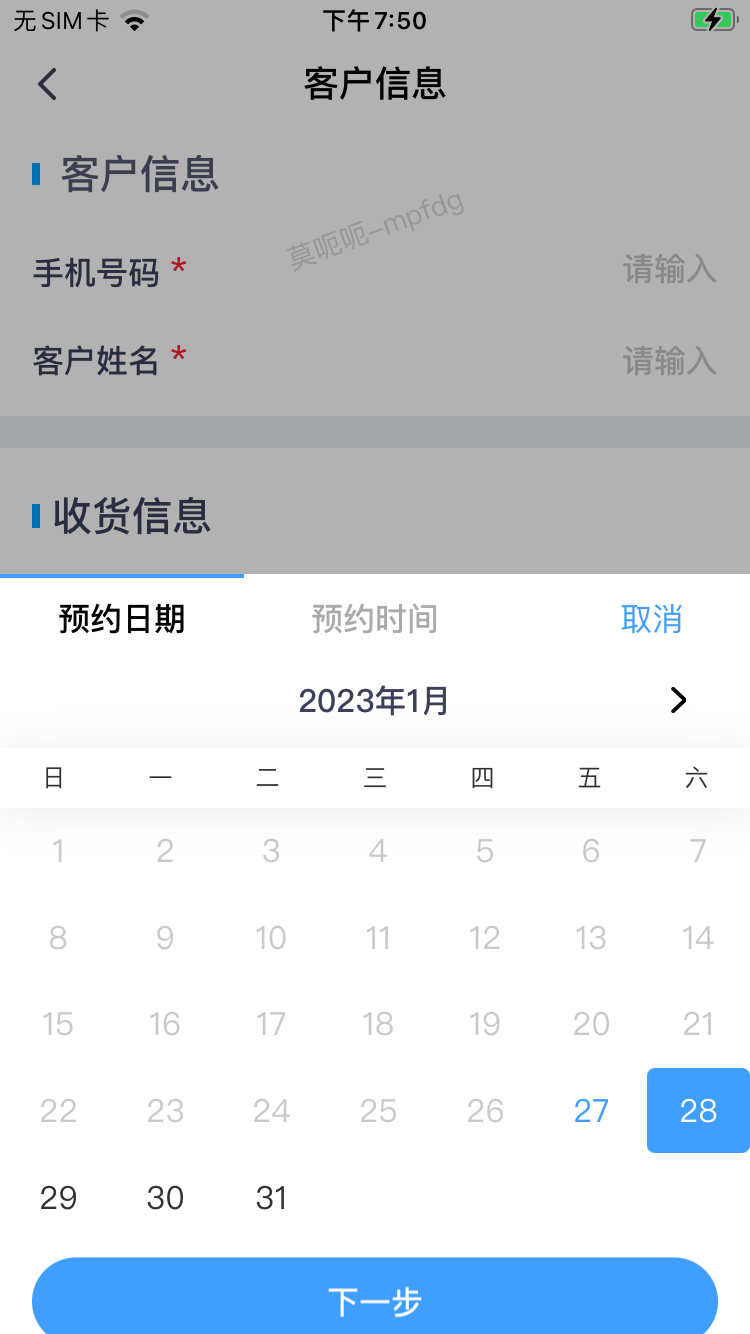 无SIM卡 下午7:50
客户信息
客户信息
莫呃呃-mpfdg
手机号码 * 请输入
客户姓名 * 请输入
收货信息
预约日期 预约时间 取消
2023年1月
日 一 二 三 四 五 六
1 2 3 4 5 6 7
8 9 10 11 12 13 14
15 16 17 18 19 20 21
22 23 24 25 26 27 28
29 30 31
下一步